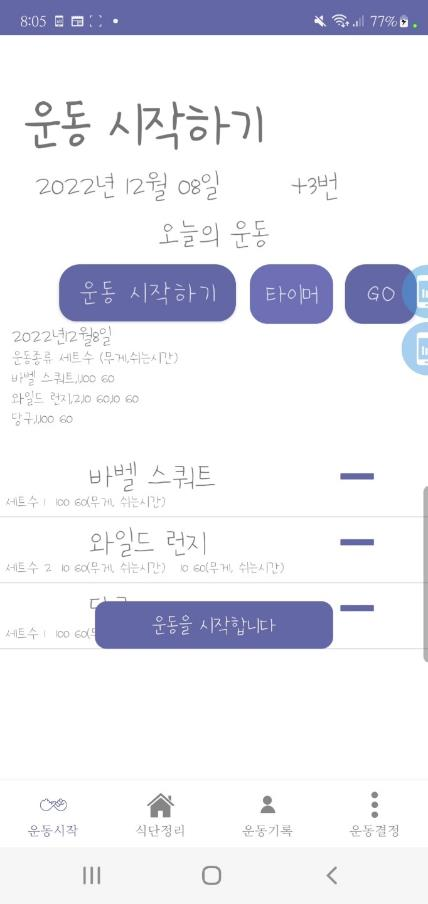 8:05 77%
운동 시작하기
2022년 12월 08일 +3번
오늘의 운동
운동 시작하기 타이머 GO
2022년12월8일
운동종류 세트수 (무게,쉬는시간)
바벨 스쿼트,1,100 60
와일드 런지,2,10 60,10 60
당구,1,100 60
바벨 스쿼트
세트수 1 100 60(무게, 쉬는시간)
와일드 런지
세트수 2 10 60(무게, 쉬는시간) 10 60(무게, 쉬는시간)
세트수 1 100 60(
운동을 시작합니다
운동시작 식단정리 운동기록 운동결정